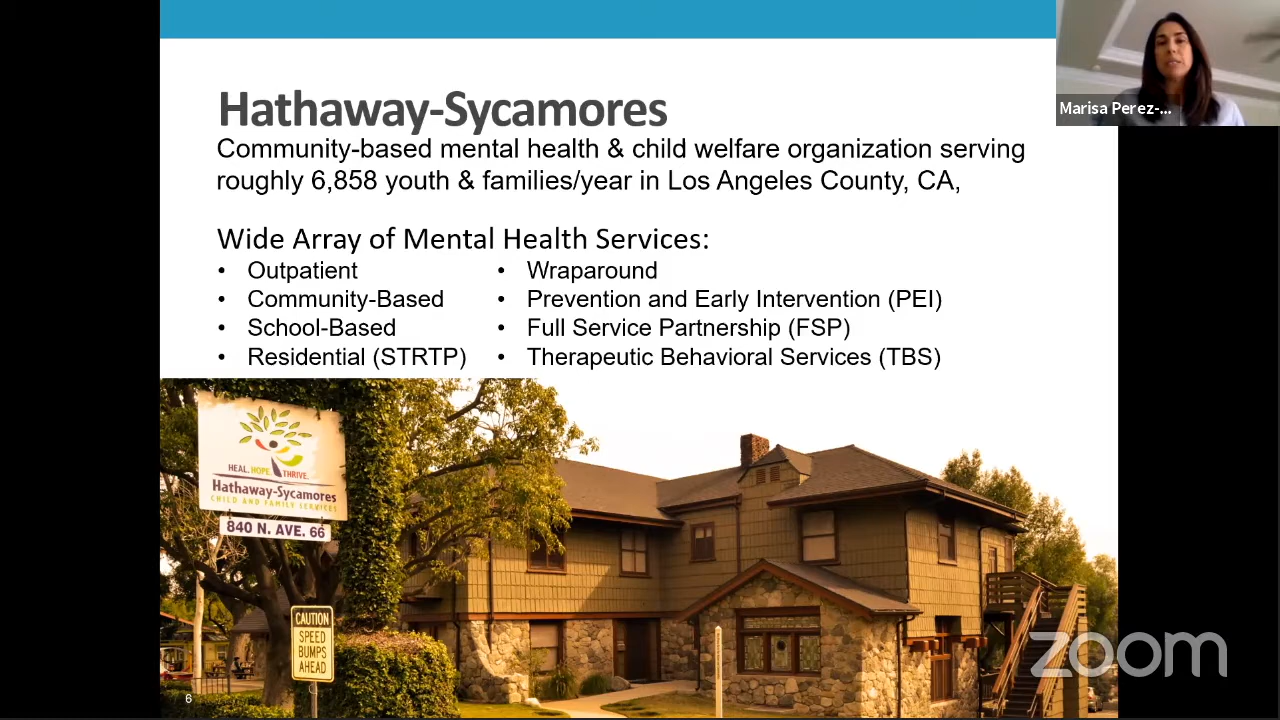 Marisa Perez-...
Hathaway-Sycamores
Community-based mental health & child welfare organization serving
roughly 6,858 youth & families/year in Los Angeles County, CA,
Wide Array of Mental Health Services:
• Outpatient
• Community-Based
• School-Based
• Residential (STRTP)
• Wraparound
• Prevention and Early Intervention (PEI)
• Full Service Partnership (FSP)
• Therapeutic Behavioral Services (TBS)
HEAL. HOPE. THRIVE.
Hathaway-Sycamores
CHILD AND FAMILY SERVICES
840 N. AVE. 66
CAUTION
SPEED
BUMPS
AHEAD
6
zoom